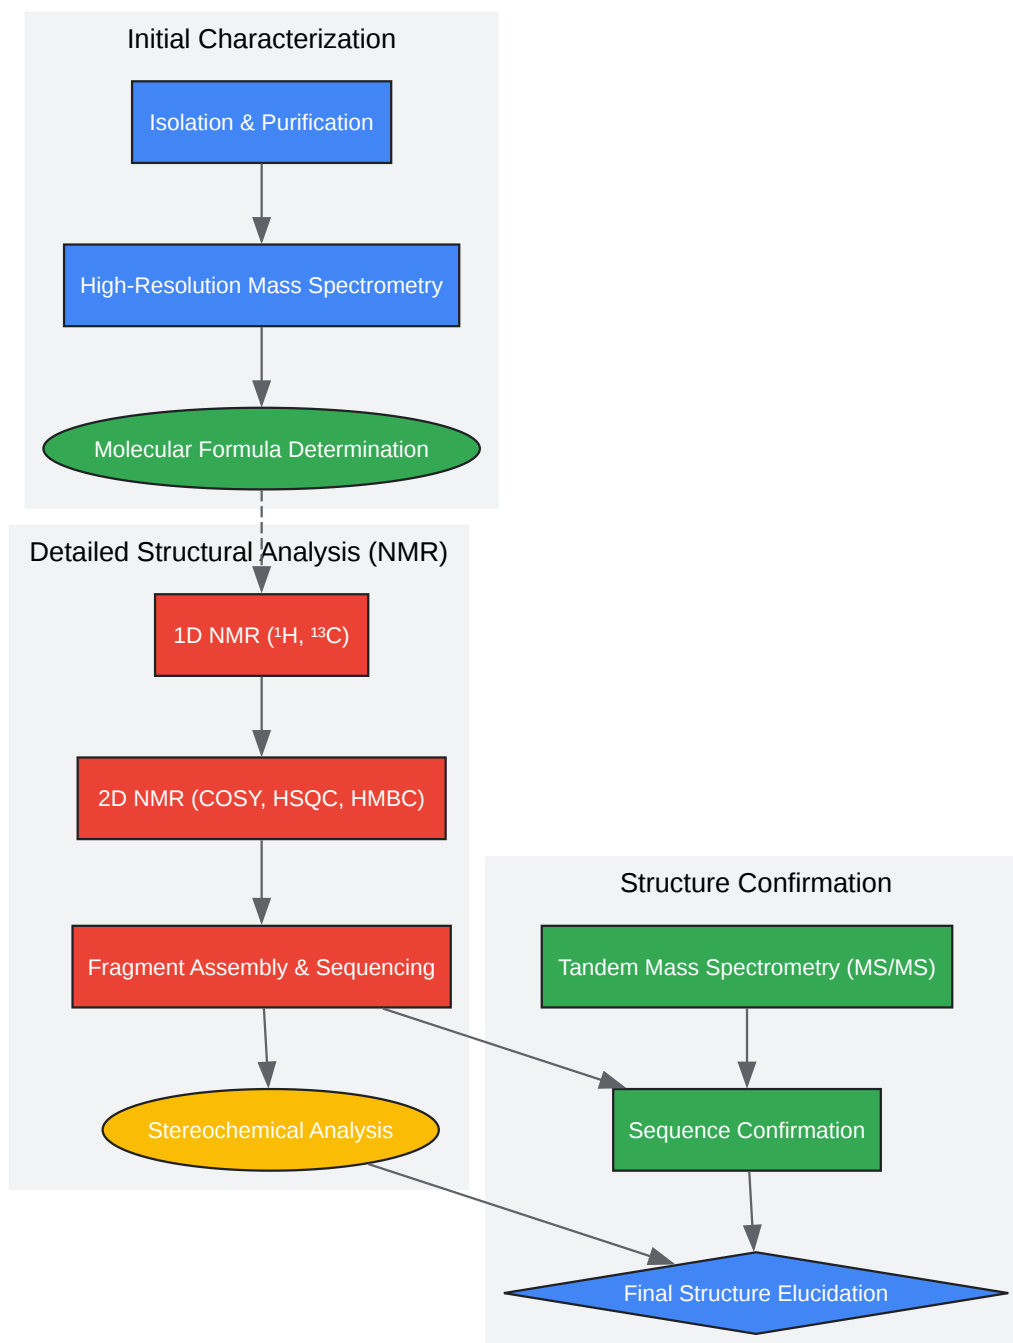 Initial Characterization
Isolation & Purification
High-Resolution Mass Spectrometry
Molecular Formula Determination
Detailed Structural Analysis (NMR)
1D NMR (¹H, ¹³C)
2D NMR (COSY, HSQC, HMBC)
Fragment Assembly & Sequencing
Stereochemical Analysis
Structure Confirmation
Tandem Mass Spectrometry (MS/MS)
Sequence Confirmation
Final Structure Elucidation